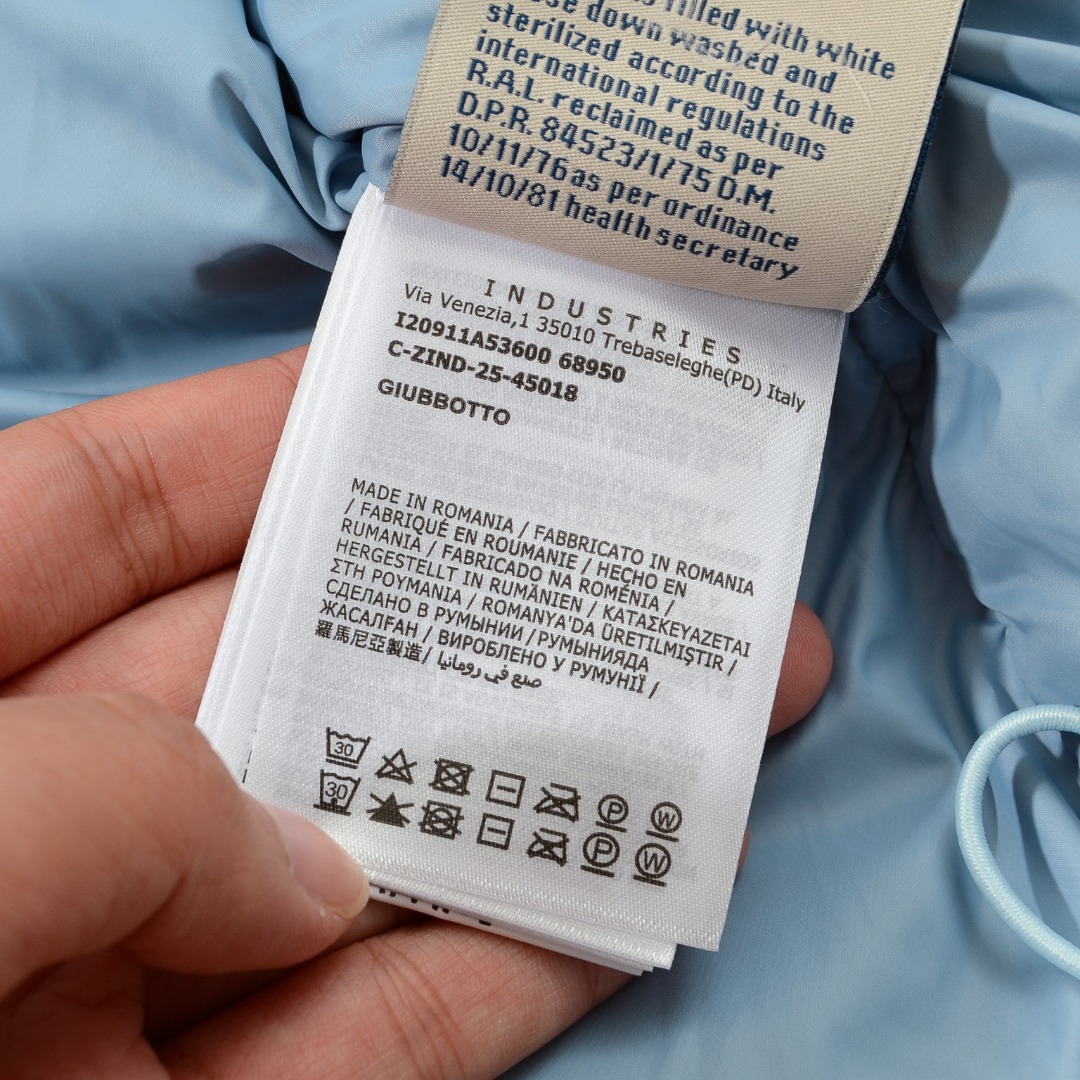 filled with white
down washed and
sterilized according to the
international regulations
R.A.L. reclaimed as per
D.P.R. 84523/1/75 D.M.
10/11/76 as per ordinance
14/10/81 health secretary
INDUSTRIES
Via Venezia,1 35010 Trebaseleghe(PD) Italy
I20911A53600 68950
C-ZIND-25-45018
GIUBBOTTO
MADE IN ROMANIA / FABBRICATO IN ROMANIA
/ FABRIQUÉ EN ROUMANIE / HECHO EN
RUMANIA / FABRICADO NA ROMÉNIA /
HERGESTELLT IN RUMÄNIEN / ΚΑΤΑΣΚΕΥΑΖΕΤΑΙ
ΣΤΗ ΡΟΥΜΑΝΙΑ / ROMANYA'DA ÜRETILMIŞTIR /
СДЕЛАНО В РУМЫНИИ / РУМЫНИЯДА
ЖАСАЛҒАН / ВИРОБЛЕНО У РУМУНІЇ /
羅馬尼亞製造/ صنع في رومانيا
30 P W
30 P W